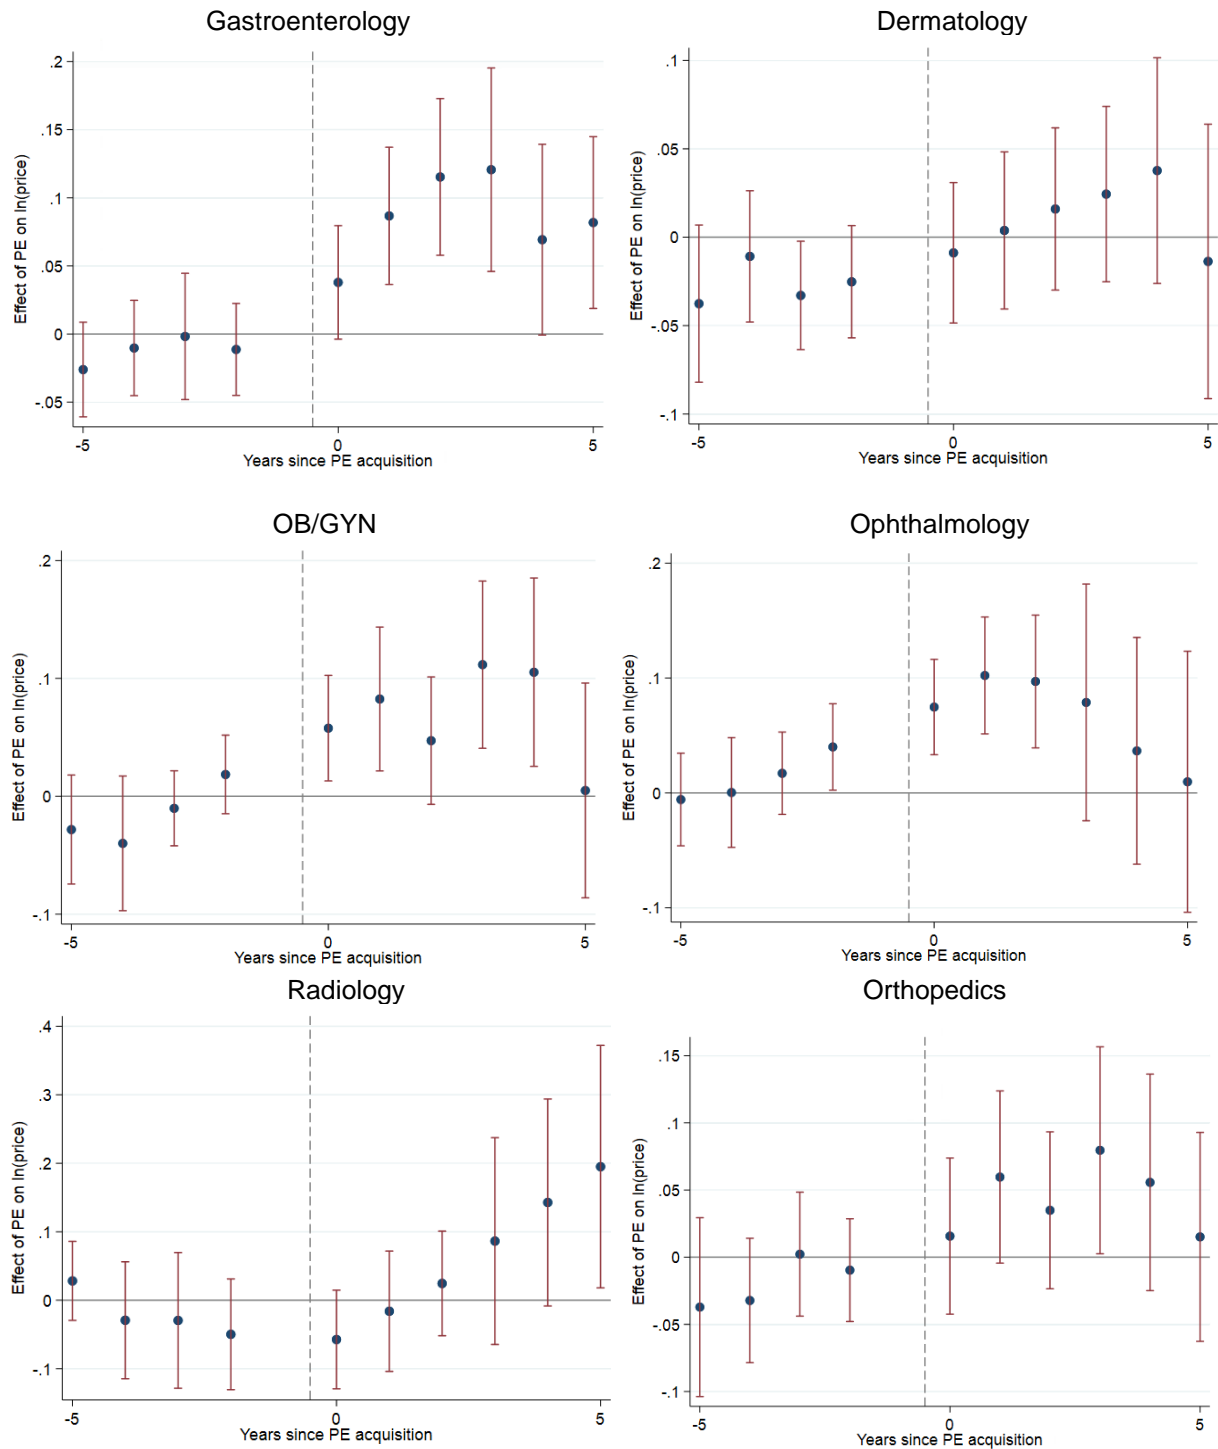 Gastroenterology
Effect of PE on ln(price)
.2
.15
.1
.05
0
-.05
-5
0
5
Years since PE acquisition
Dermatology
Effect of PE on ln(price)
.1
.05
0
-.05
-.1
-5
0
5
Years since PE acquisition
OB/GYN
Effect of PE on ln(price)
.2
.1
0
-.1
-5
0
5
Years since PE acquisition
Ophthalmology
Effect of PE on ln(price)
.2
.1
0
-.1
-5
0
5
Years since PE acquisition
Radiology
Effect of PE on ln(price)
.4
.3
.2
.1
0
-.1
-5
0
5
Years since PE acquisition
Orthopedics
Effect of PE on ln(price)
.15
.1
.05
0
-.05
-.1
-5
0
5
Years since PE acquisition